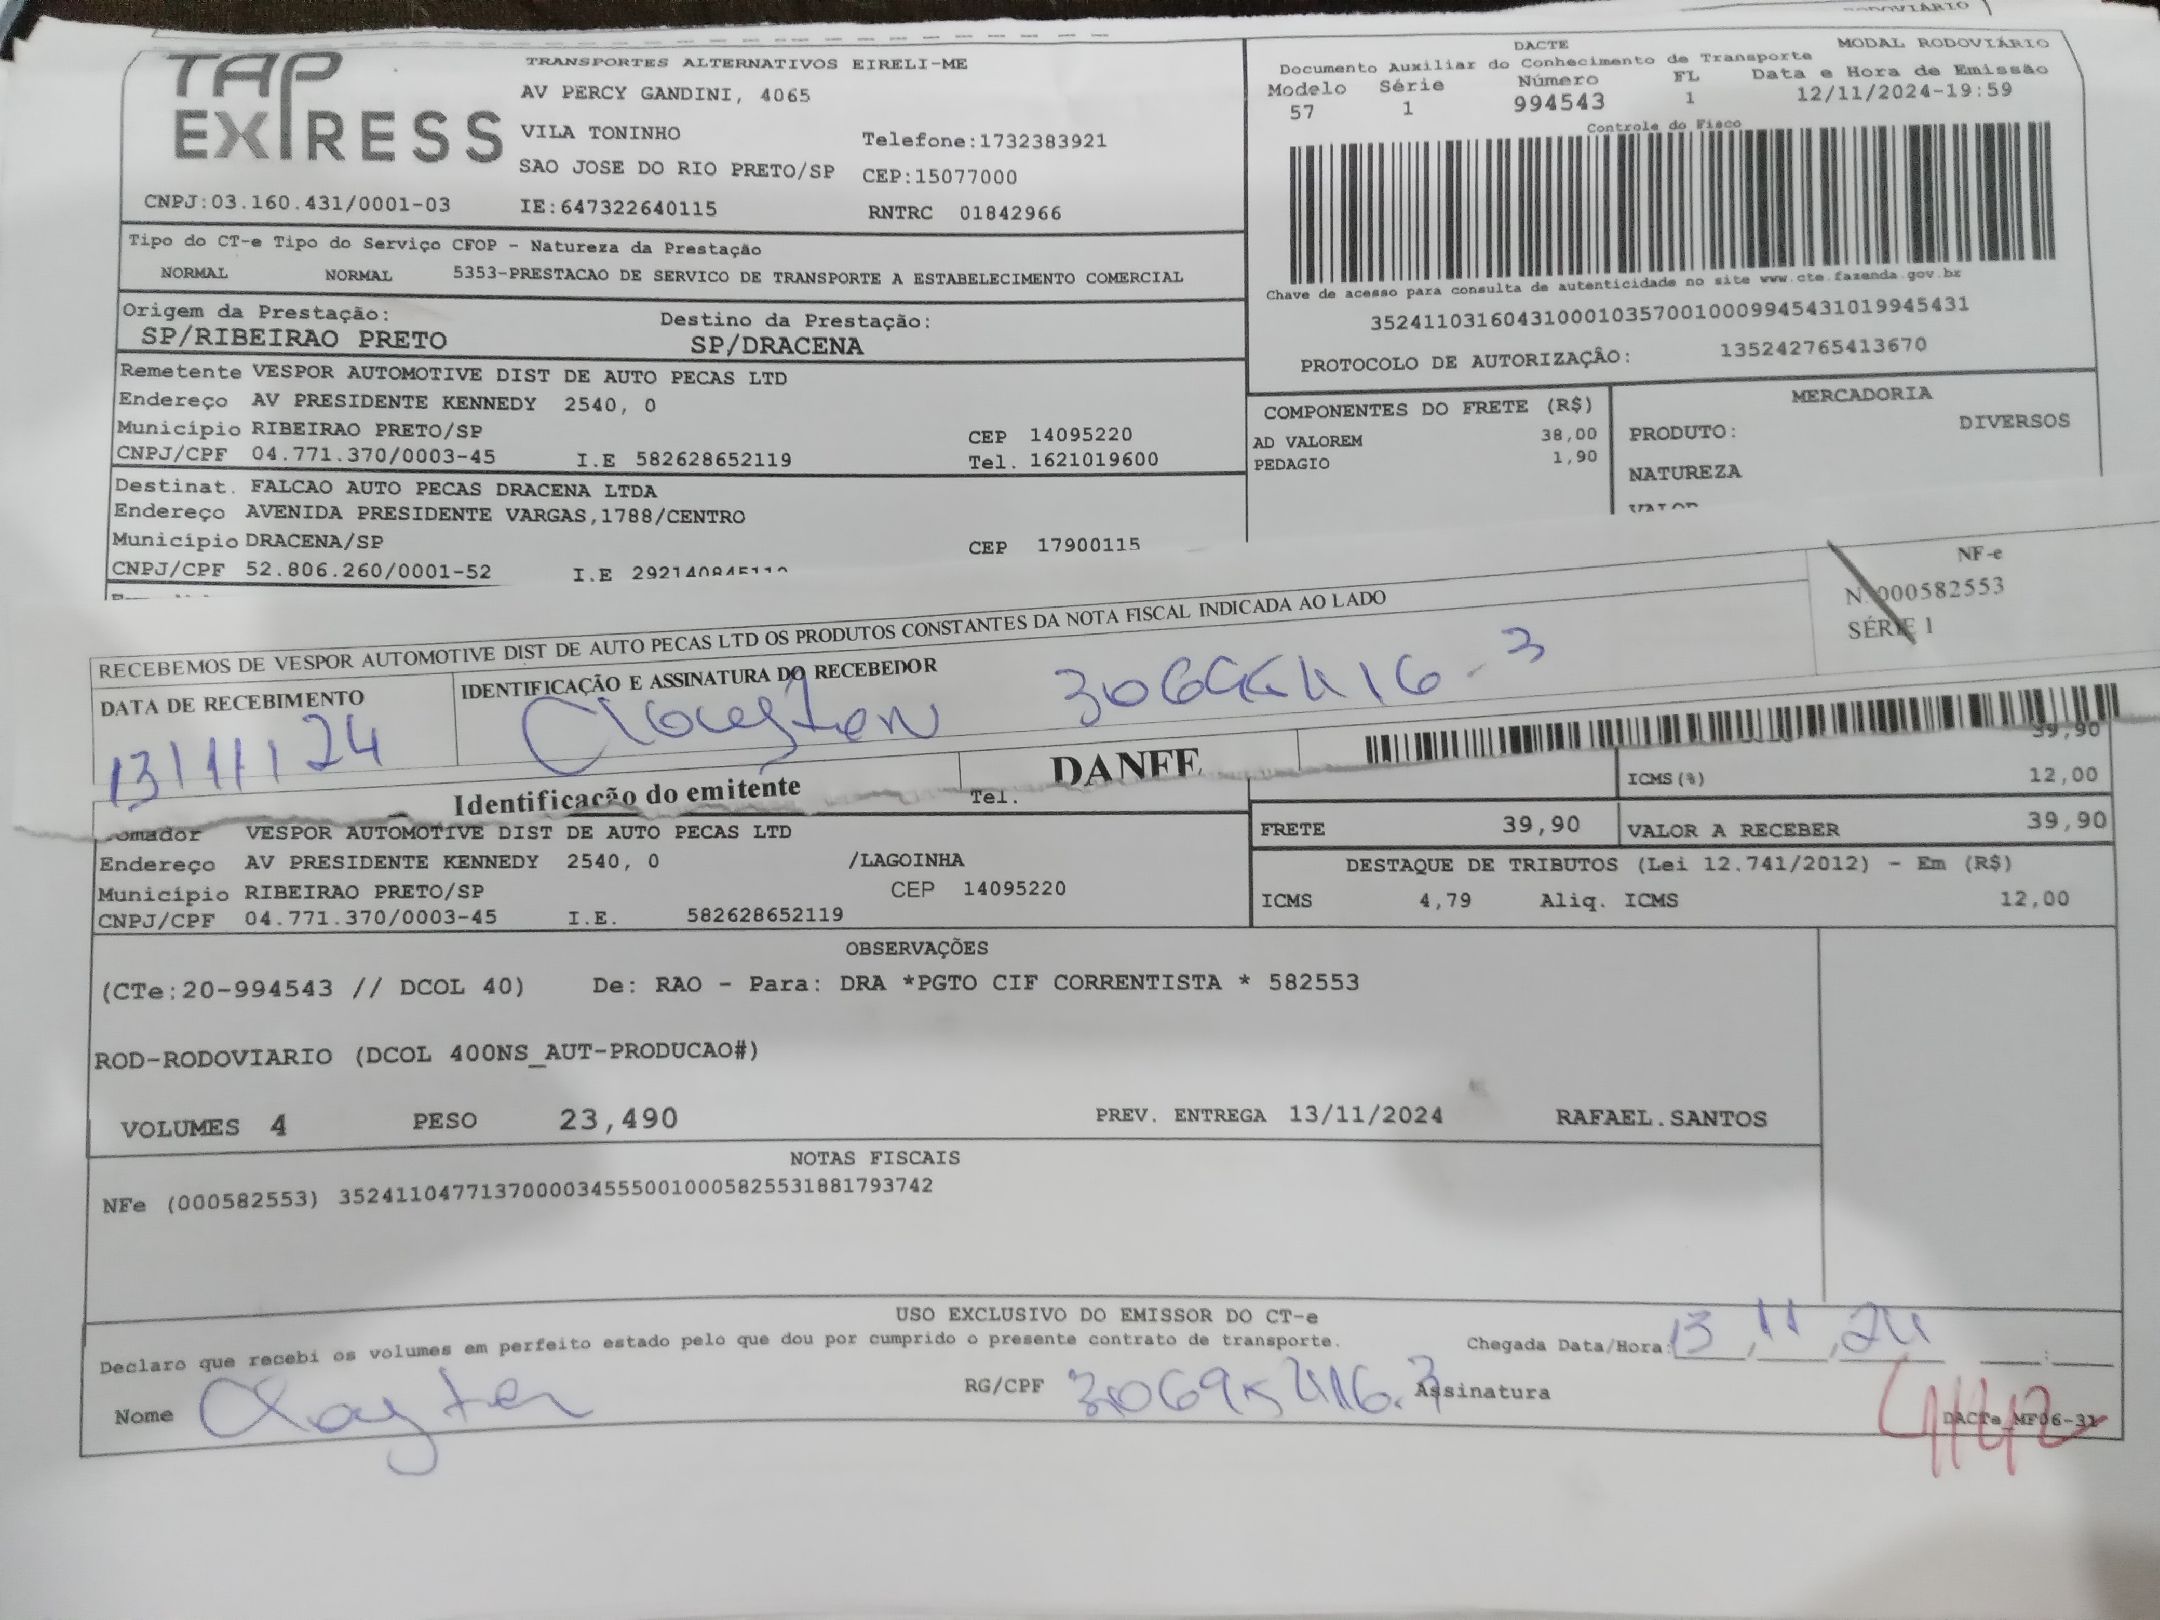 TAP EXPRESS
TRANSPORTES ALTERNATIVOS EIRELI-ME
AV PERCY GANDINI, 4065
VILA TONINHO Telefone:1732383921
SAO JOSE DO RIO PRETO/SP CEP:15077000
CNPJ:03.160.431/0001-03 IE:647322640115 RNTRC 01842966
DACTE MODAL RODOVIÁRIO
Documento Auxiliar do Conhecimento de Transporte
Modelo Série Número FL Data e Hora de Emissão
57 1 994543 1 12/11/2024-19:59
Controle do Fisco
Chave de acesso para consulta de autenticidade no site www.cte.fazenda.gov.br
35241103160431000103570010009945431019945431
PROTOCOLO DE AUTORIZAÇÃO: 135242765413670
Tipo do CT-e Tipo do Serviço CFOP - Natureza da Prestação
NORMAL NORMAL 5353-PRESTACAO DE SERVICO DE TRANSPORTE A ESTABELECIMENTO COMERCIAL
Origem da Prestação: Destino da Prestação:
SP/RIBEIRAO PRETO SP/DRACENA
Remetente VESPOR AUTOMOTIVE DIST DE AUTO PECAS LTD
Endereço AV PRESIDENTE KENNEDY 2540, 0
Município RIBEIRAO PRETO/SP CEP 14095220
CNPJ/CPF 04.771.370/0003-45 I.E 582628652119 Tel. 1621019600
Destinat. FALCAO AUTO PECAS DRACENA LTDA
Endereço AVENIDA PRESIDENTE VARGAS,1788/CENTRO
Município DRACENA/SP CEP 17900115
CNPJ/CPF 52.806.260/0001-52 I.E
COMPONENTES DO FRETE (R$)
AD VALOREM 38,00
PEDAGIO 1,90
MERCADORIA
PRODUTO: DIVERSOS
NATUREZA
RECEBEMOS DE VESPOR AUTOMOTIVE DIST DE AUTO PECAS LTD OS PRODUTOS CONSTANTES DA NOTA FISCAL INDICADA AO LADO
NF-e
N. 000582553
SÉRIE 1
DATA DE RECEBIMENTO IDENTIFICAÇÃO E ASSINATURA DO RECEBEDOR
13/11/24
Identificação do emitente DANFE
Tel.
39,90
ICMS(%) 12,00
FRETE 39,90 VALOR A RECEBER 39,90
DESTAQUE DE TRIBUTOS (Lei 12.741/2012) - Em (R$)
ICMS 4,79 Aliq. ICMS 12,00
VESPOR AUTOMOTIVE DIST DE AUTO PECAS LTD
Endereço AV PRESIDENTE KENNEDY 2540, 0 /LAGOINHA
Município RIBEIRAO PRETO/SP CEP 14095220
CNPJ/CPF 04.771.370/0003-45 I.E. 582628652119
OBSERVAÇÕES
(CTe:20-994543 // DCOL 40) De: RAO - Para: DRA *PGTO CIF CORRENTISTA * 582553
ROD-RODOVIARIO (DCOL 400NS_AUT-PRODUCAO#)
VOLUMES 4 PESO 23,490 PREV. ENTREGA 13/11/2024 RAFAEL.SANTOS
NOTAS FISCAIS
NFe (000582553) 35241104771370000345550010005825531881793742
USO EXCLUSIVO DO EMISSOR DO CT-e
Declaro que recebi os volumes em perfeito estado pelo que dou por cumprido o presente contrato de transporte. Chegada Data/Hora: 13 11 24
Nome RG/CPF Assinatura